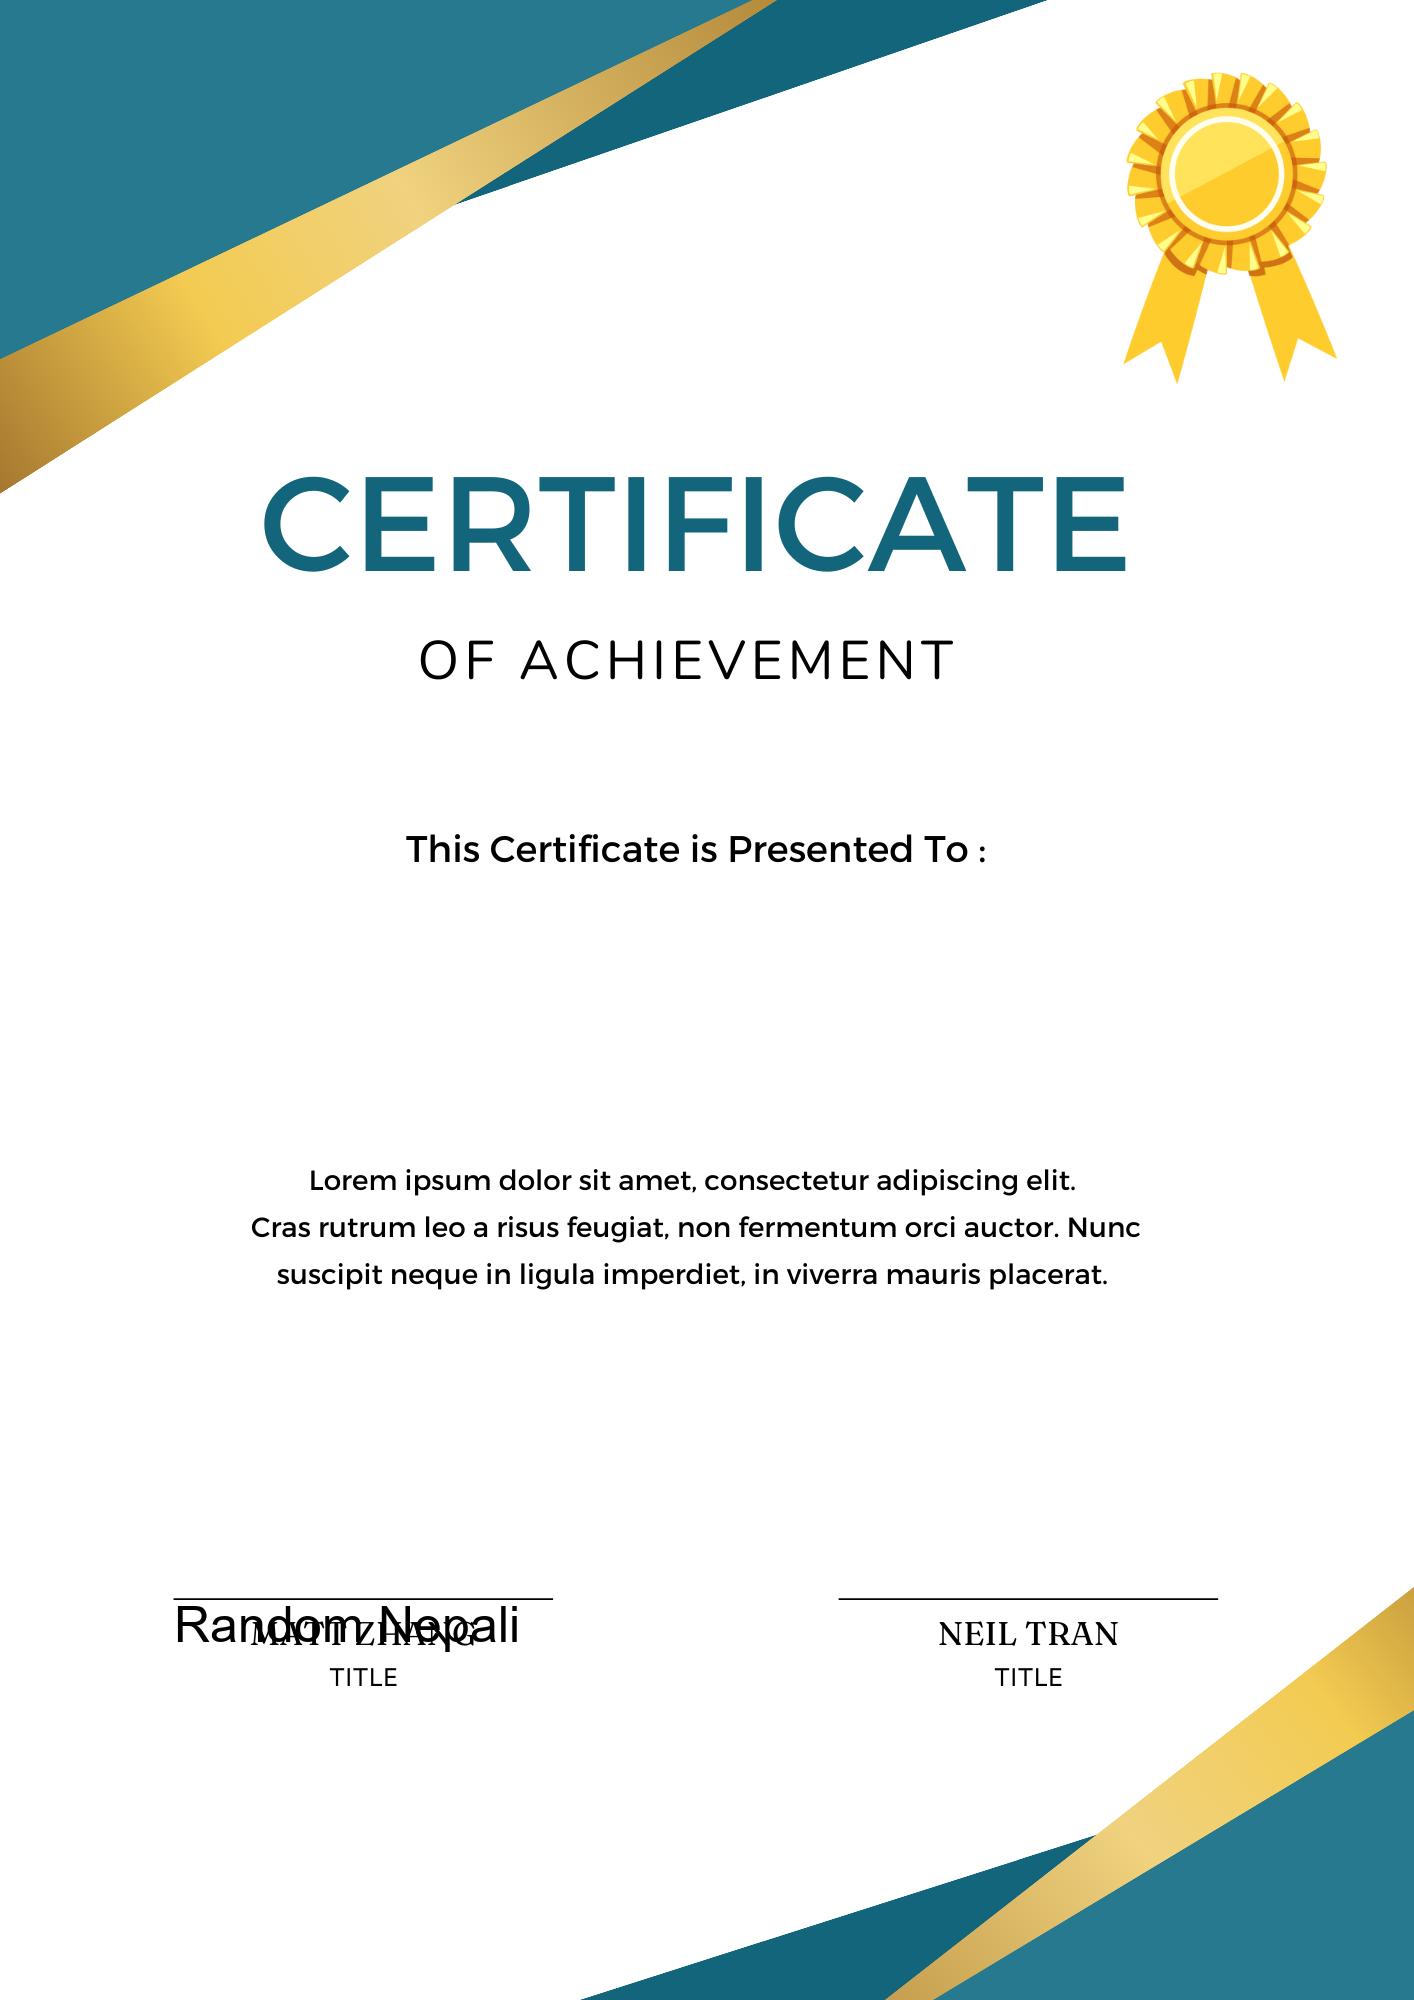 CERTIFICATE
OF ACHIEVEMENT
This Certificate is Presented To :
Lorem ipsum dolor sit amet, consectetur adipiscing elit.
Cras rutrum leo a risus feugiat, non fermentum orci auctor. Nunc
suscipit neque in ligula imperdiet, in viverra mauris placerat.
Random Nepali
MATT ZHANG
TITLE
NEIL TRAN
TITLE